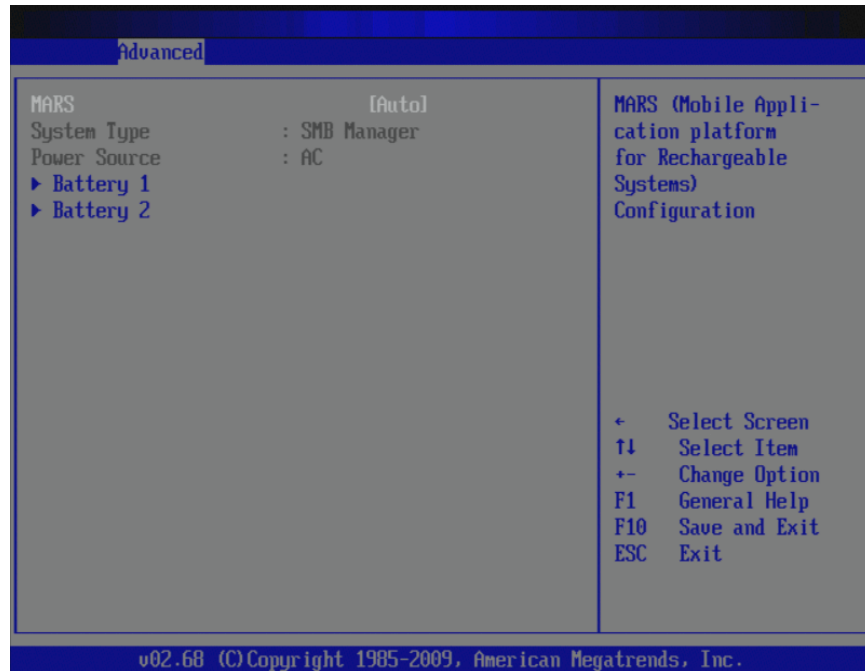 Advanced
MARS [Auto]
System Type : SMB Manager
Power Source : AC
▶ Battery 1
▶ Battery 2
MARS (Mobile Appli-
cation platform
for Rechargeable
Systems)
Configuration
← Select Screen
↑↓ Select Item
+- Change Option
F1 General Help
F10 Save and Exit
ESC Exit
v02.68 (C)Copyright 1985-2009, American Megatrends, Inc.